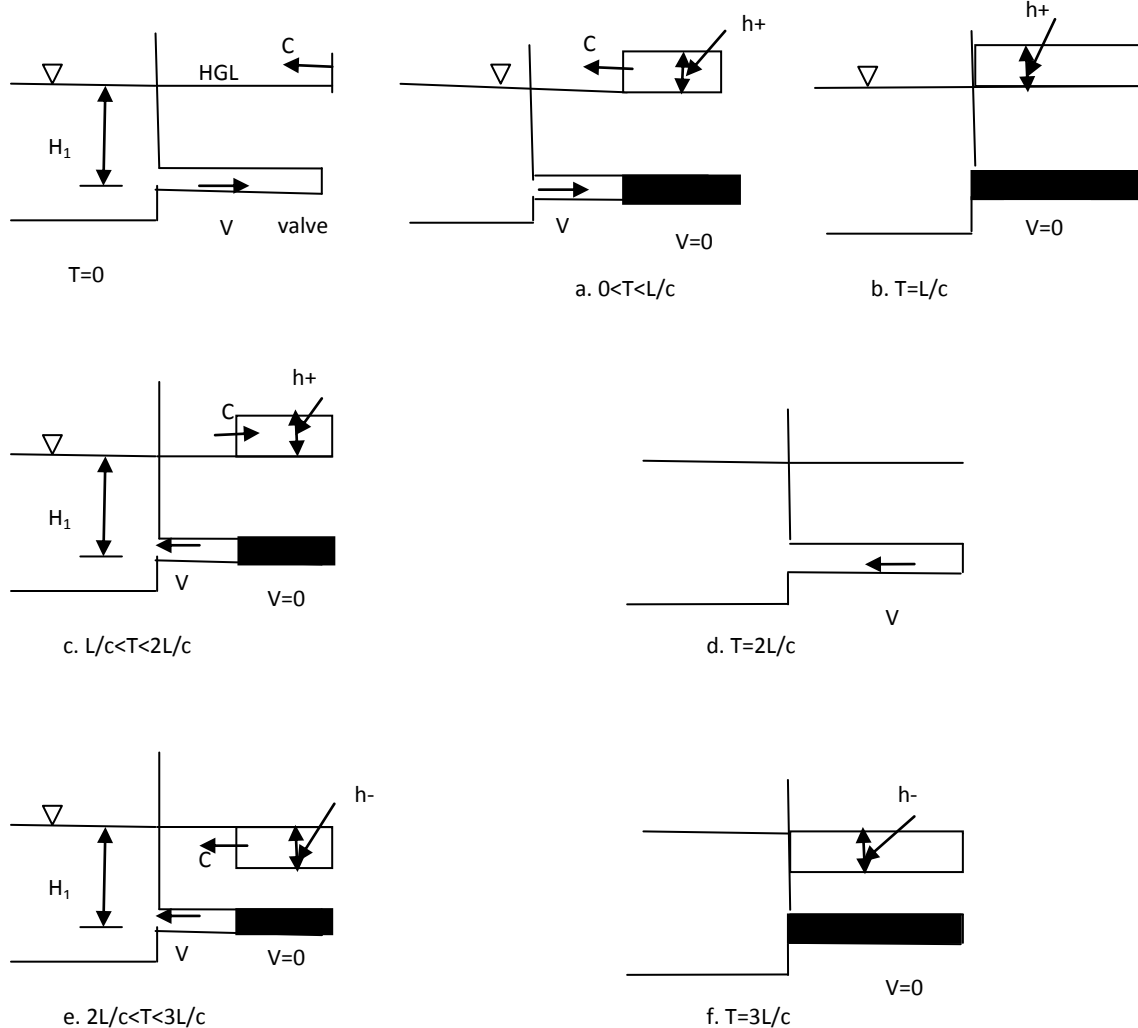 C
HGL
H₁
V
valve
T=0
h+
C
V
V=0
a. 0<T<L/c
h+
V=0
b. T=L/c
h+
C
H₁
V
V=0
c. L/c<T<2L/c
V
d. T=2L/c
h-
C
H₁
V
V=0
e. 2L/c<T<3L/c
h-
V=0
f. T=3L/c